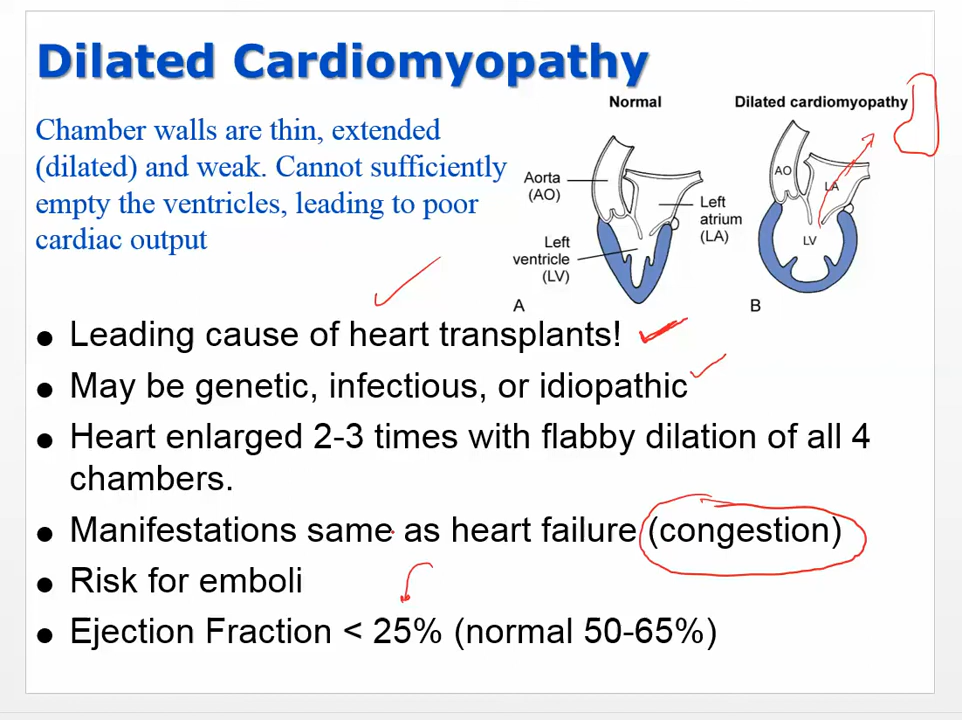 Dilated Cardiomyopathy
Chamber walls are thin, extended
(dilated) and weak. Cannot sufficiently
empty the ventricles, leading to poor
cardiac output
Normal
Aorta
(AO)
Left
atrium
(LA)
Left
ventricle
(LV)
A
Dilated cardiomyopathy
AO
LA
LV
B
● Leading cause of heart transplants!
● May be genetic, infectious, or idiopathic
● Heart enlarged 2-3 times with flabby dilation of all 4
chambers.
● Manifestations same as heart failure (congestion)
● Risk for emboli
● Ejection Fraction < 25% (normal 50-65%)